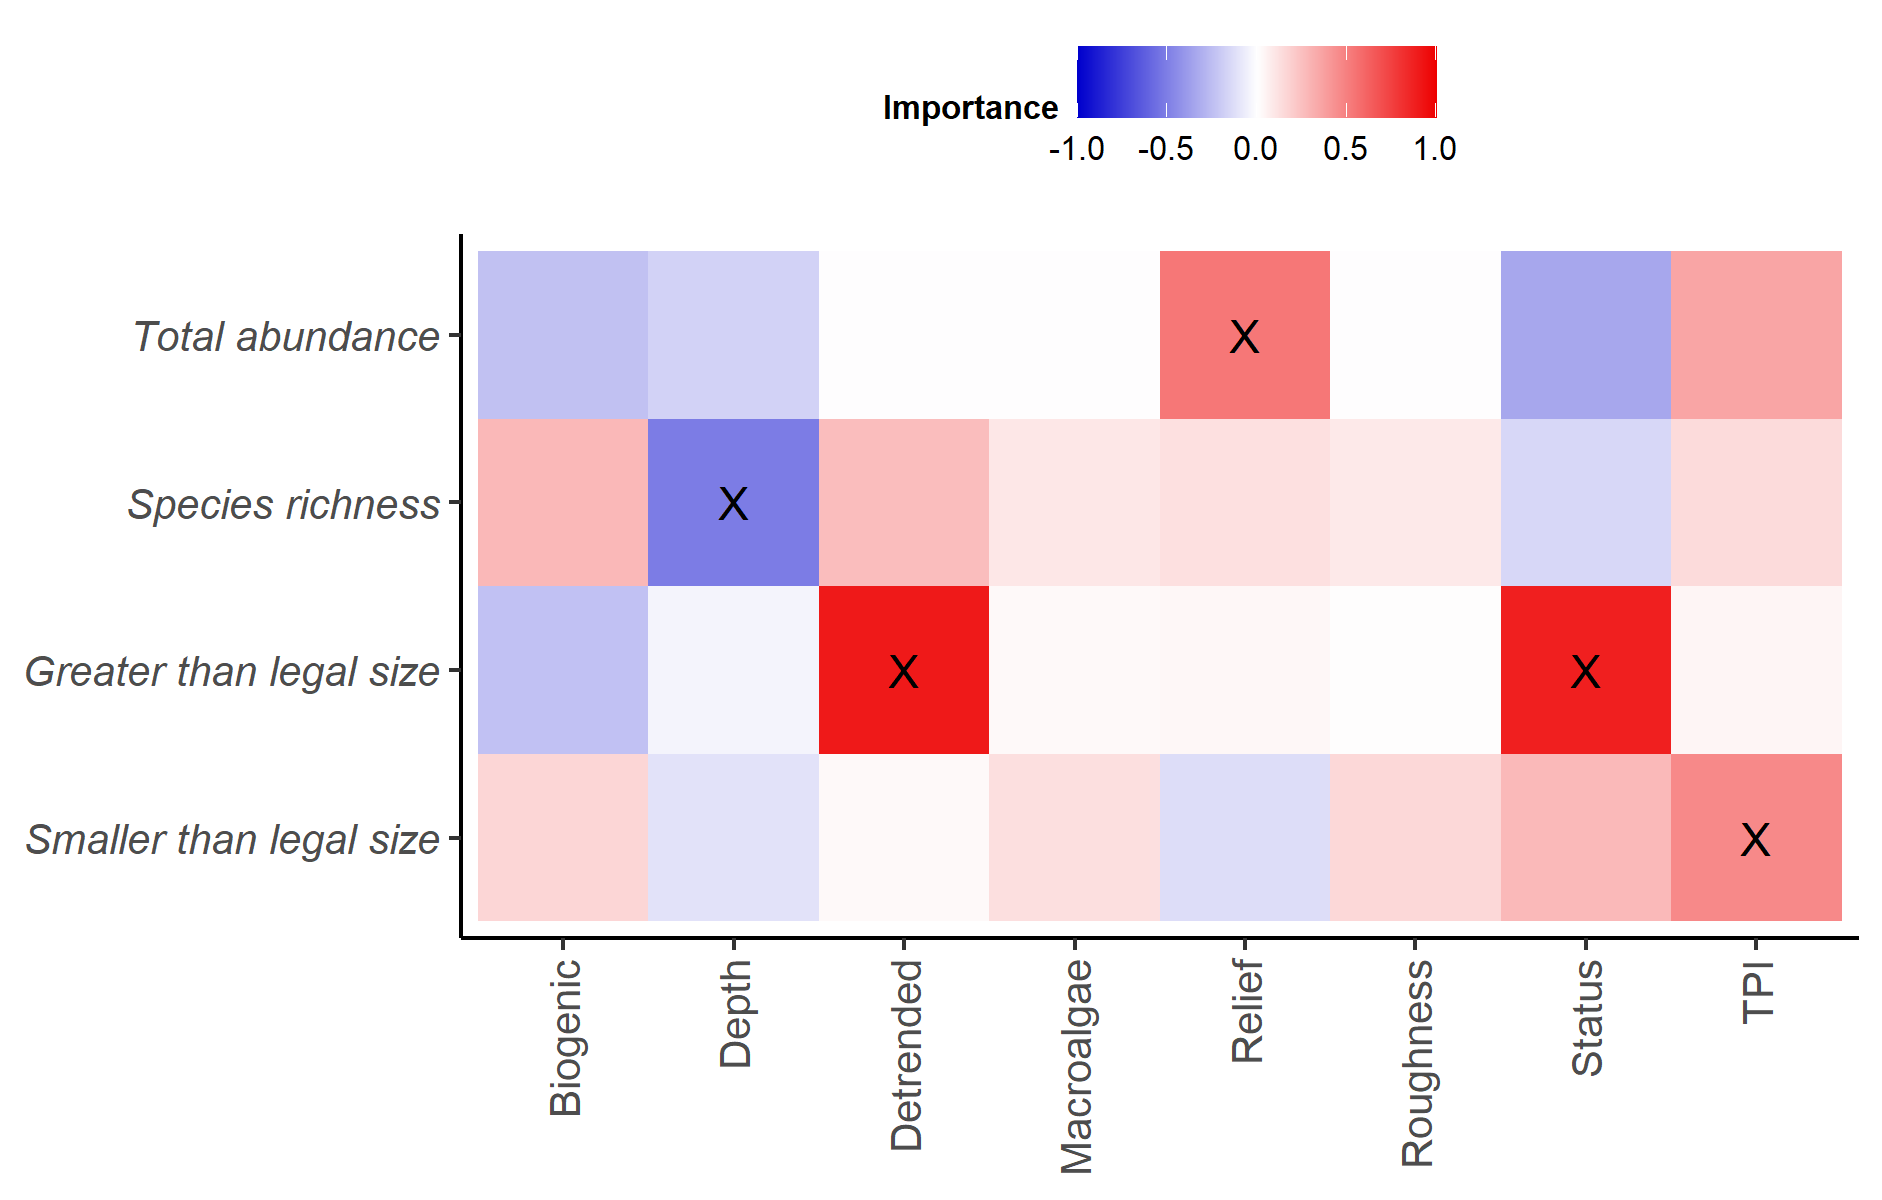 Importance
-1.0 -0.5 0.0 0.5 1.0
Total abundance
X
Species richness
X
Greater than legal size
X X
Smaller than legal size
X
Biogenic
Depth
Detrended
Macroalgae
Relief
Roughness
Status
TPI